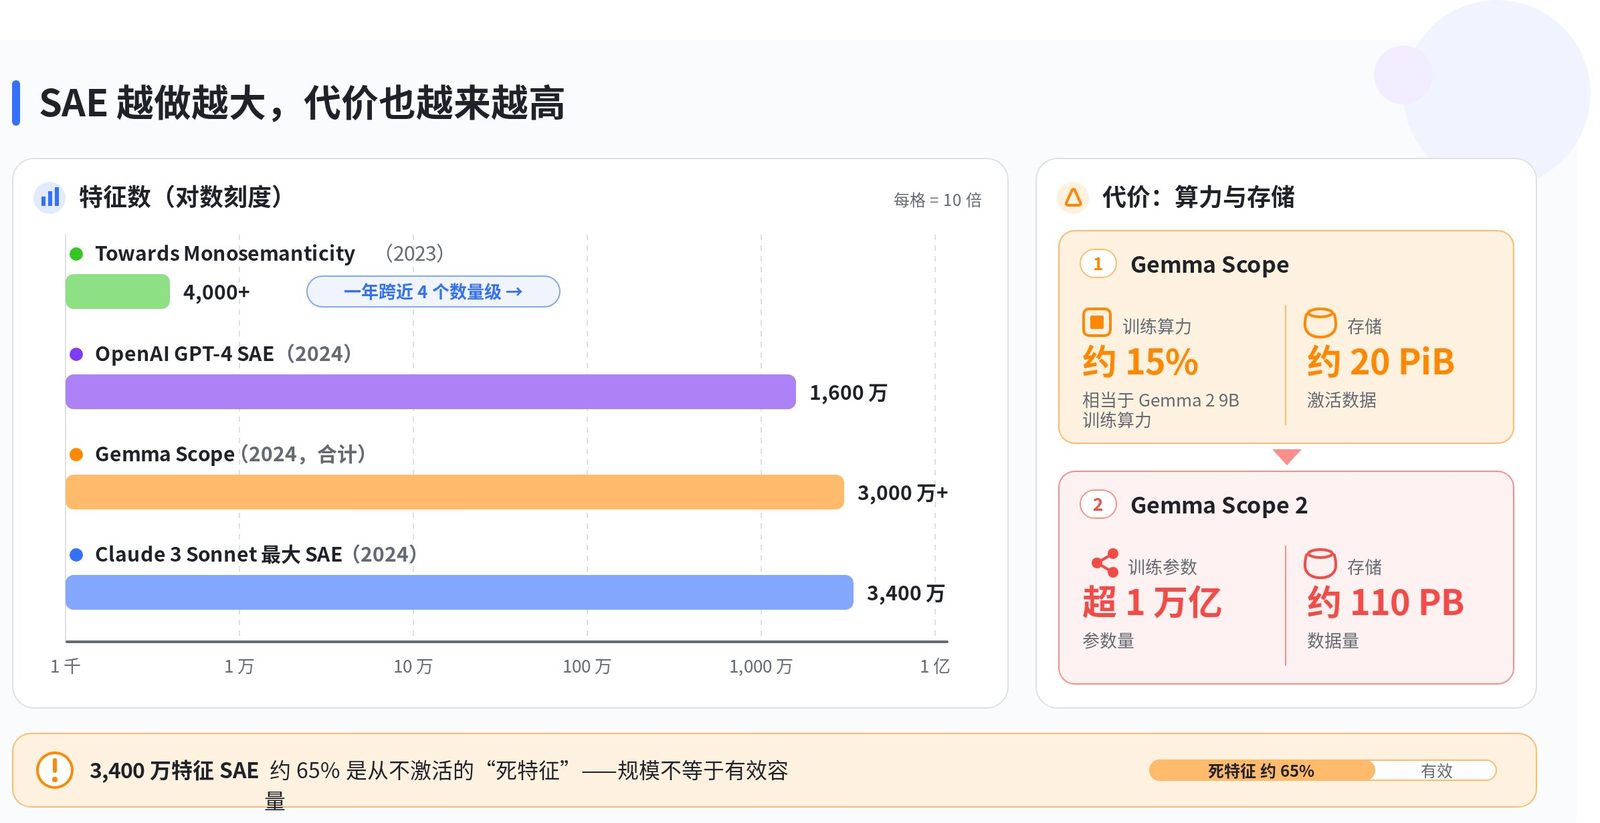 SAE 越做越大，代价也越来越高
特征数（对数刻度）
每格 = 10 倍
Towards Monosemanticity （2023）
4,000+
一年跨近 4 个数量级 →
OpenAI GPT-4 SAE（2024）
1,600 万
Gemma Scope（2024，合计）
3,000 万+
Claude 3 Sonnet 最大 SAE（2024）
3,400 万
1 千 1 万 10 万 100 万 1,000 万 1 亿
代价：算力与存储
1 Gemma Scope
训练算力
约 15%
相当于 Gemma 2 9B
训练算力
存储
约 20 PiB
激活数据
2 Gemma Scope 2
训练参数
超 1 万亿
参数量
存储
约 110 PB
数据量
3,400 万特征 SAE 约 65% 是从不激活的“死特征”——规模不等于有效容
量
死特征 约 65% 有效